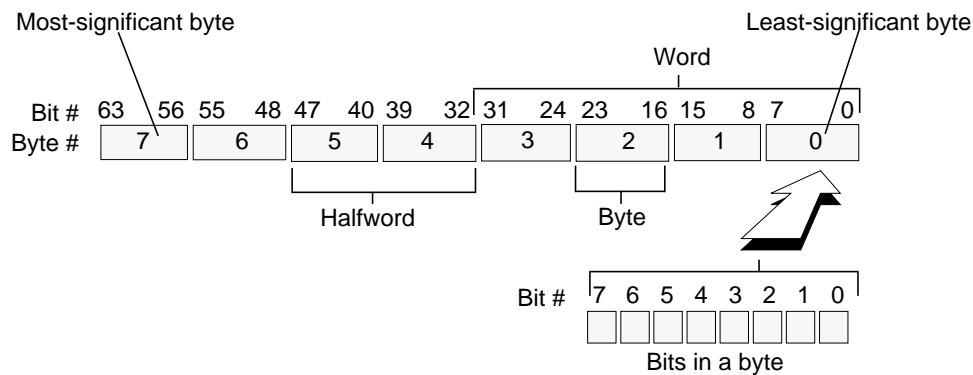 Most-significant byte Least-significant byte
Word
Bit # 63 56 55 48 47 40 39 32 31 24 23 16 15 8 7 0
Byte # 7 6 5 4 3 2 1 0
Halfword Byte
Bit # 7 6 5 4 3 2 1 0
Bits in a byte